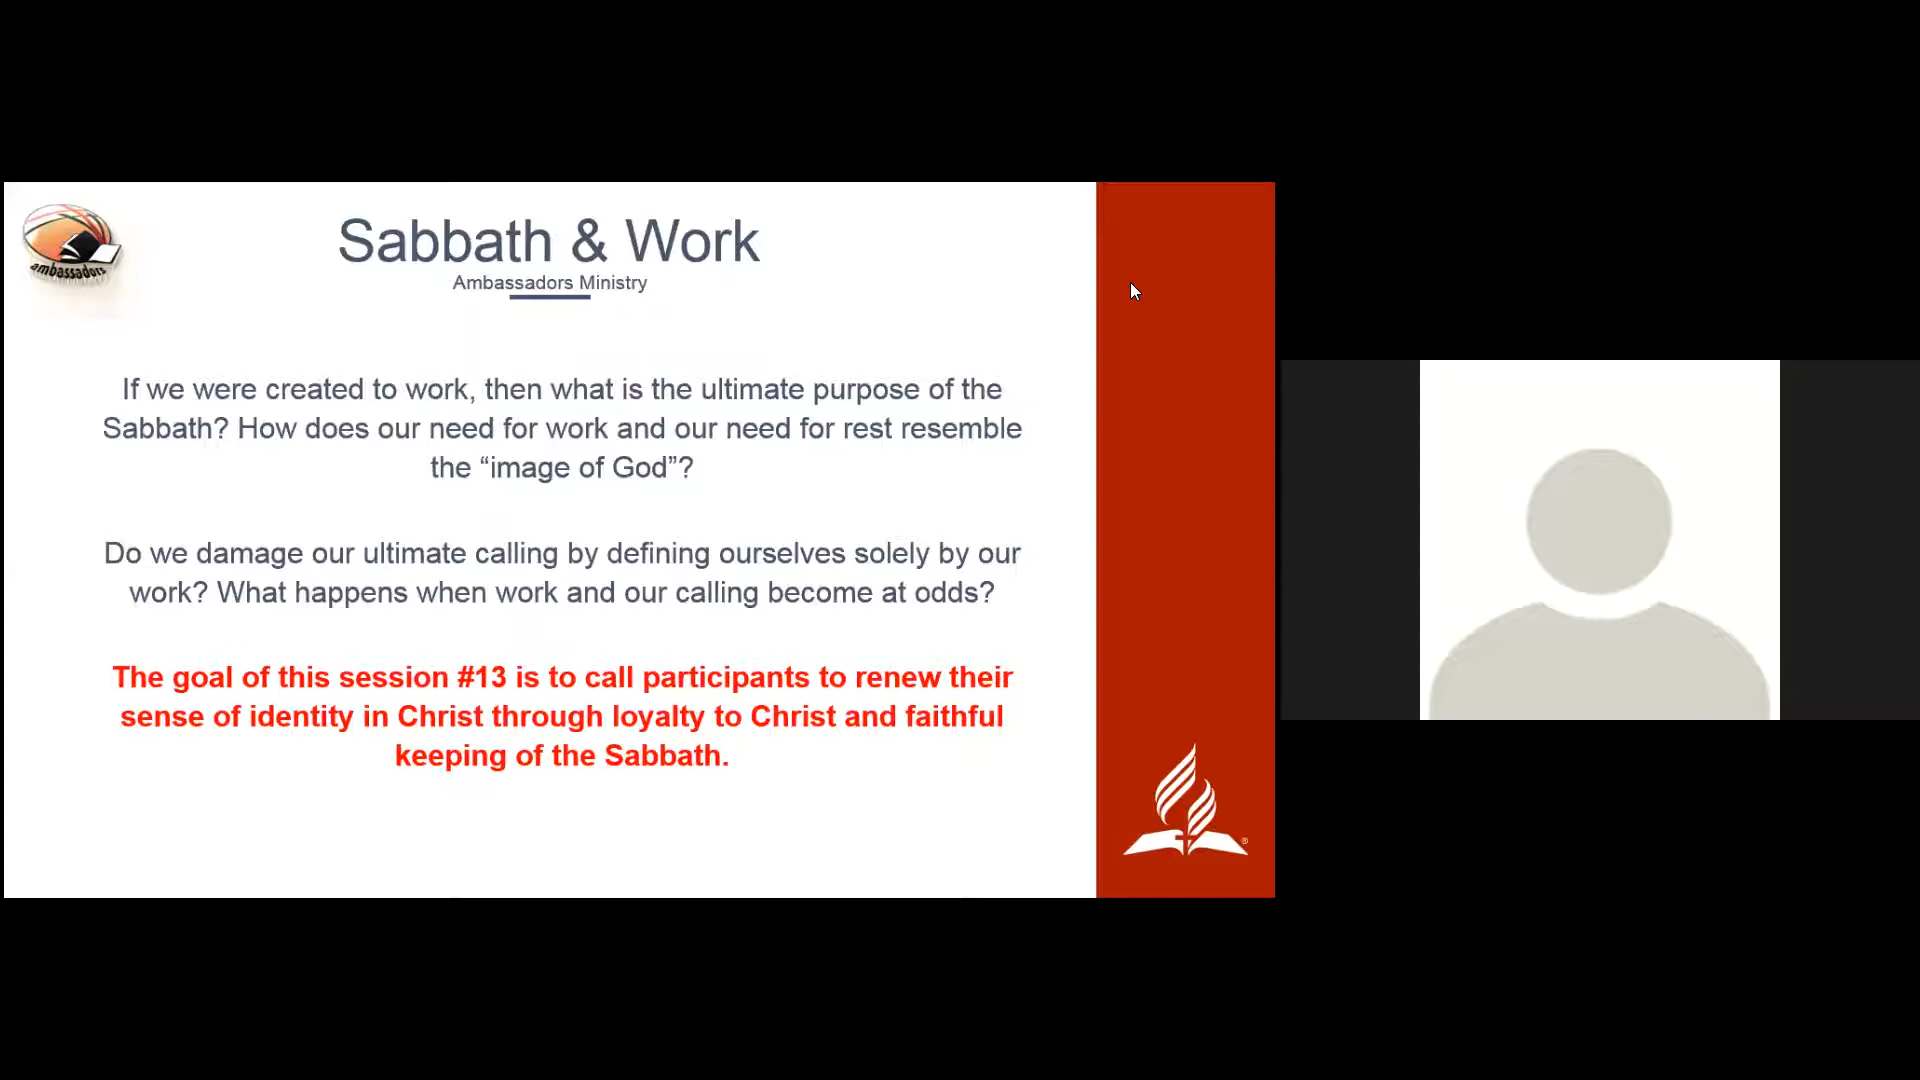 ambassadors
Sabbath & Work
Ambassadors Ministry
If we were created to work, then what is the ultimate purpose of the
Sabbath? How does our need for work and our need for rest resemble
the “image of God”?
Do we damage our ultimate calling by defining ourselves solely by our
work? What happens when work and our calling become at odds?
The goal of this session #13 is to call participants to renew their
sense of identity in Christ through loyalty to Christ and faithful
keeping of the Sabbath.
®